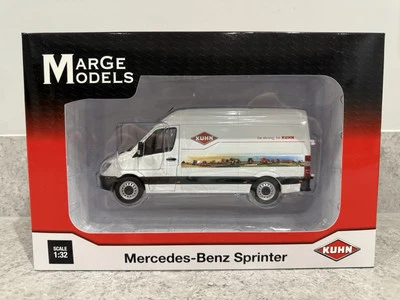 MARGE
MODELS
KUHN
be strong, be KUHN
SCALE
1:32
Mercedes-Benz Sprinter
KUHN